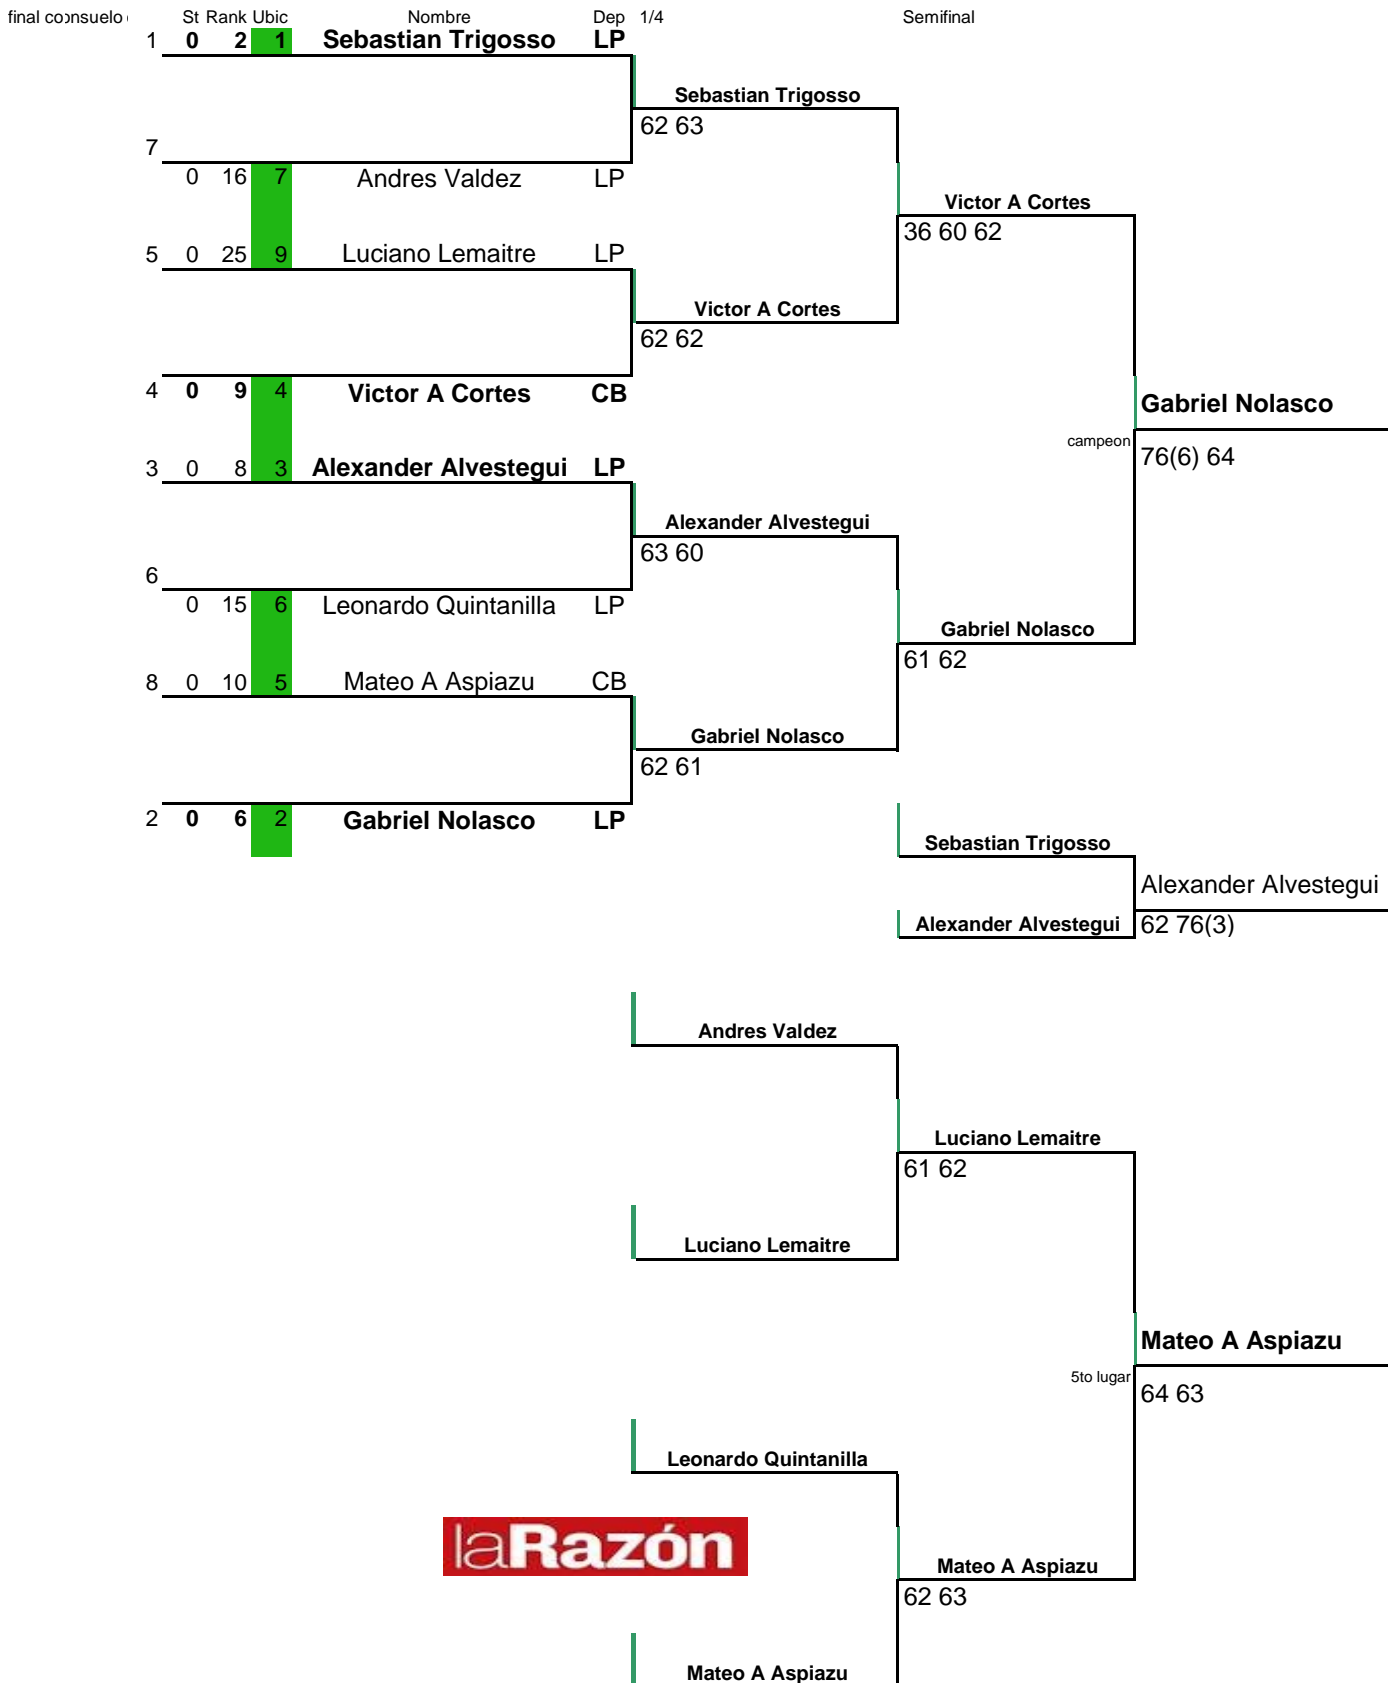 final consuelo St Rank Ubic Nombre Dep 1/4 Semifinal
1 0 2 1 Sebastian Trigosso LP
Sebastian Trigosso
62 63
7
0 16 7 Andres Valdez LP
Victor A Cortes
36 60 62
5 0 25 9 Luciano Lemaitre LP
Victor A Cortes
62 62
4 0 9 4 Victor A Cortes CB
Gabriel Nolasco
campeon
76(6) 64
3 0 8 3 Alexander Alvestegui LP
Alexander Alvestegui
63 60
6
0 15 6 Leonardo Quintanilla LP
Gabriel Nolasco
61 62
8 0 10 5 Mateo A Aspiazu CB
Gabriel Nolasco
62 61
2 0 6 2 Gabriel Nolasco LP
Sebastian Trigosso
Alexander Alvestegui
Alexander Alvestegui 62 76(3)
Andres Valdez
Luciano Lemaitre
61 62
Luciano Lemaitre
Mateo A Aspiazu
5to lugar
64 63
Leonardo Quintanilla
laRazón
Mateo A Aspiazu
62 63
Mateo A Aspiazu